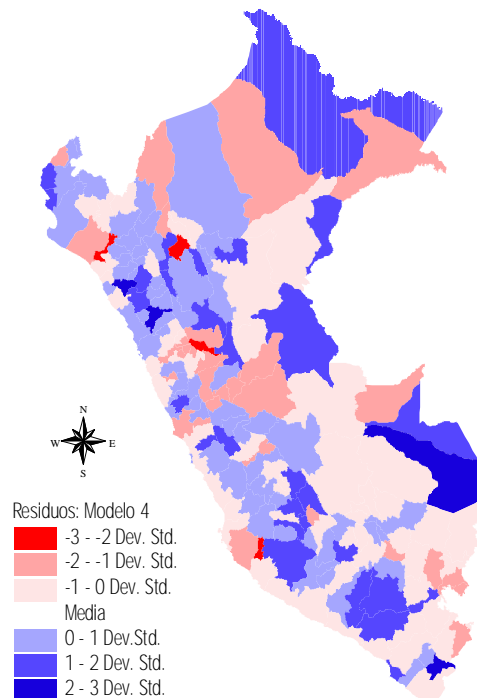 N
W E
S
Residuos: Modelo 4
-3 - -2 Dev. Std.
-2 - -1 Dev. Std.
-1 - 0 Dev. Std.
Media
0 - 1 Dev.Std.
1 - 2 Dev. Std.
2 - 3 Dev. Std.